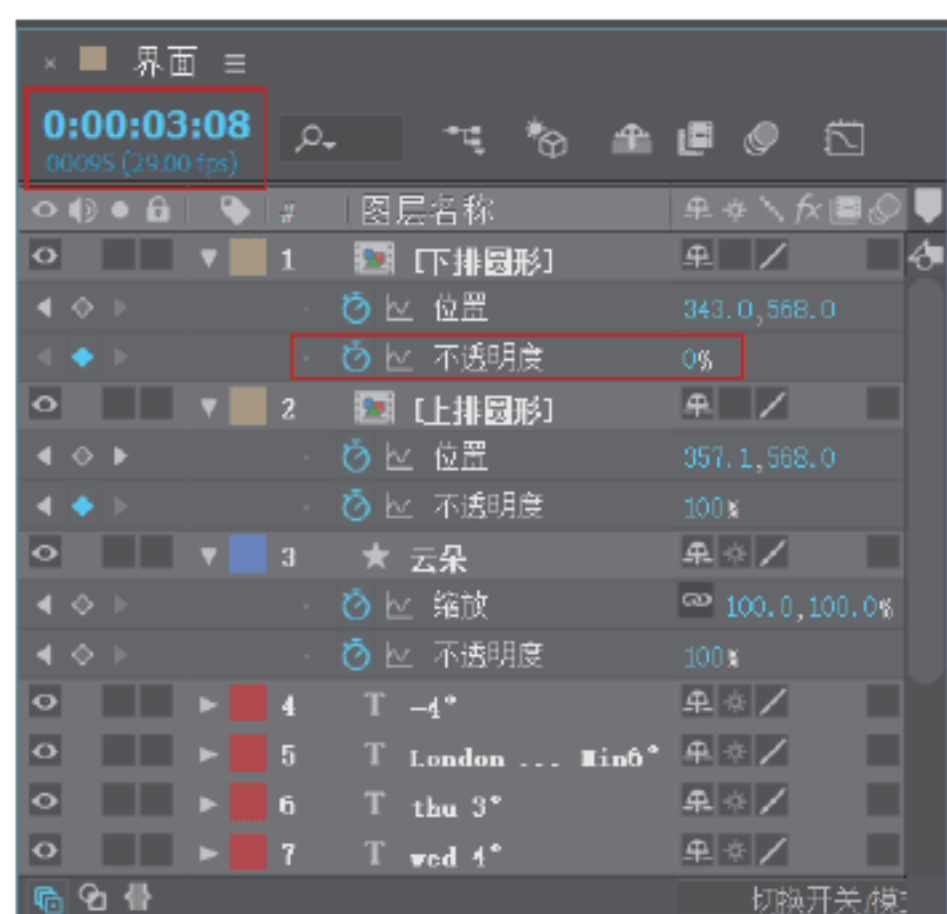 × 界面 ≡
0:00:03:08
00095 (29.00 fps)
# 图层名称 fx
1 [下排圆形]
位置 343.0,568.0
不透明度 0%
2 [上排圆形]
位置 357.1,568.0
不透明度 100%
3 云朵
缩放 100.0,100.0%
不透明度 100%
4 T -4°
5 T London ... Min6°
6 T thu 3°
7 T wed 4°
切换开关/模